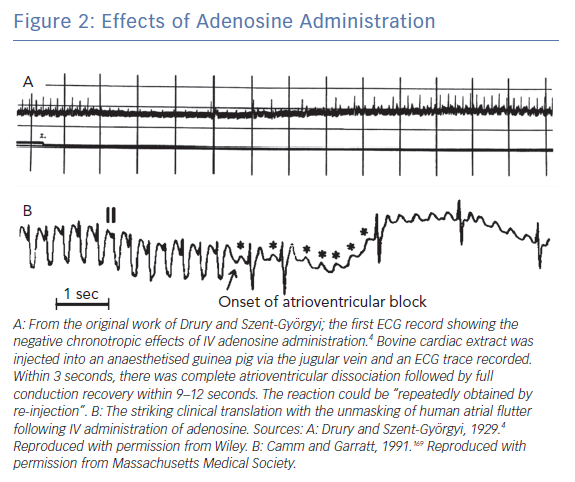 Figure 2: Effects of Adenosine Administration
A
2.
B
1 sec
Onset of atrioventricular block
A: From the original work of Drury and Szent-Györgyi; the first ECG record showing the
negative chronotropic effects of IV adenosine administration.4 Bovine cardiac extract was
injected into an anaesthetised guinea pig via the jugular vein and an ECG trace recorded.
Within 3 seconds, there was complete atrioventricular dissociation followed by full
conduction recovery within 9–12 seconds. The reaction could be “repeatedly obtained by
re-injection”. B: The striking clinical translation with the unmasking of human atrial flutter
following IV administration of adenosine. Sources: A: Drury and Szent-Györgyi, 1929.4
Reproduced with permission from Wiley. B: Camm and Garratt, 1991.169 Reproduced with
permission from Massachusetts Medical Society.